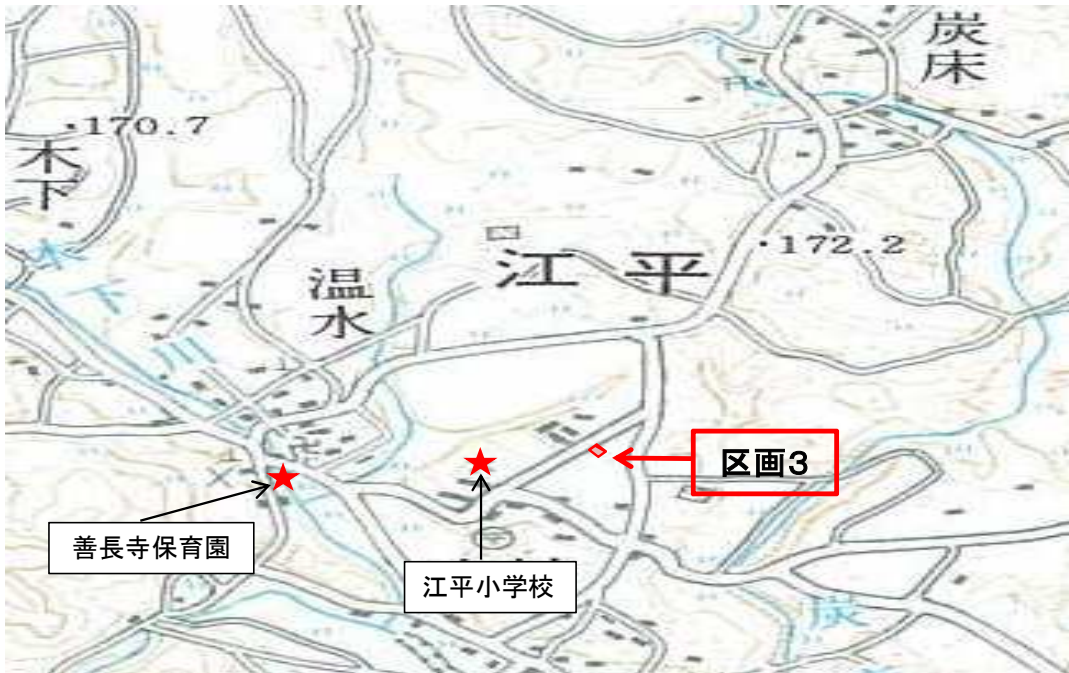 炭床
・170.7
木下
木下川
江平
・172.2
温水
区画3
善長寺保育園
江平小学校
炭